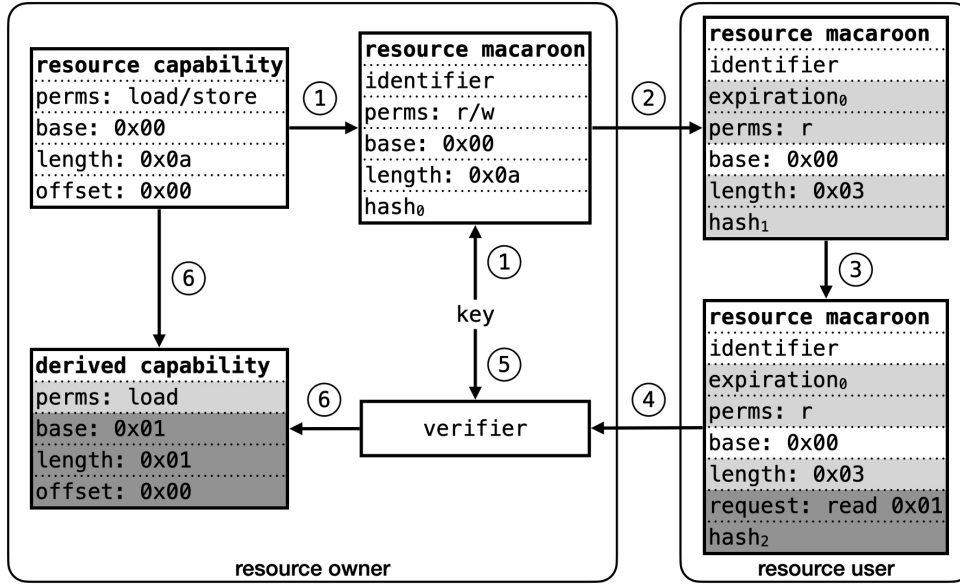 resource capability
perms: load/store
base: 0x00
length: 0x0a
offset: 0x00
1
resource macaroon
identifier
perms: r/w
base: 0x00
length: 0x0a
hash₀
2
resource macaroon
identifier
expiration₀
perms: r
base: 0x00
length: 0x03
hash₁
6
1
key
5
3
derived capability
perms: load
base: 0x01
length: 0x01
offset: 0x00
6
verifier
4
resource macaroon
identifier
expiration₀
perms: r
base: 0x00
length: 0x03
request: read 0x01
hash₂
resource owner
resource user